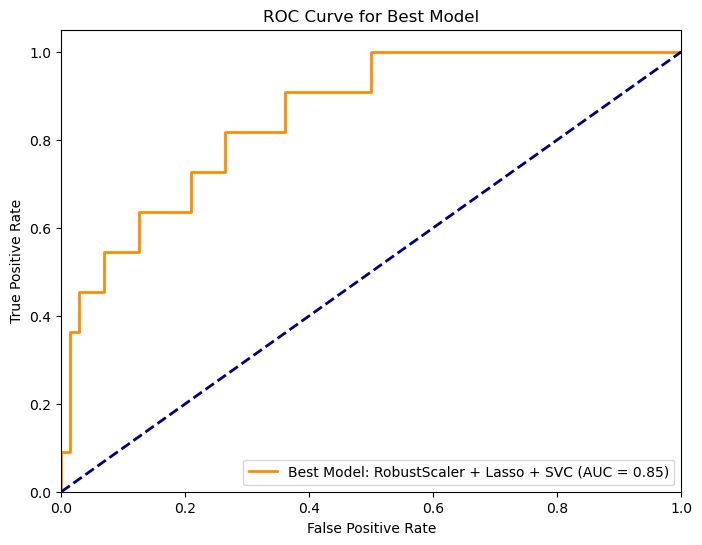 ROC Curve for Best Model
True Positive Rate
1.0
0.8
0.6
0.4
0.2
0.0
Best Model: RobustScaler + Lasso + SVC (AUC = 0.85)
0.0 0.2 0.4 0.6 0.8 1.0
False Positive Rate